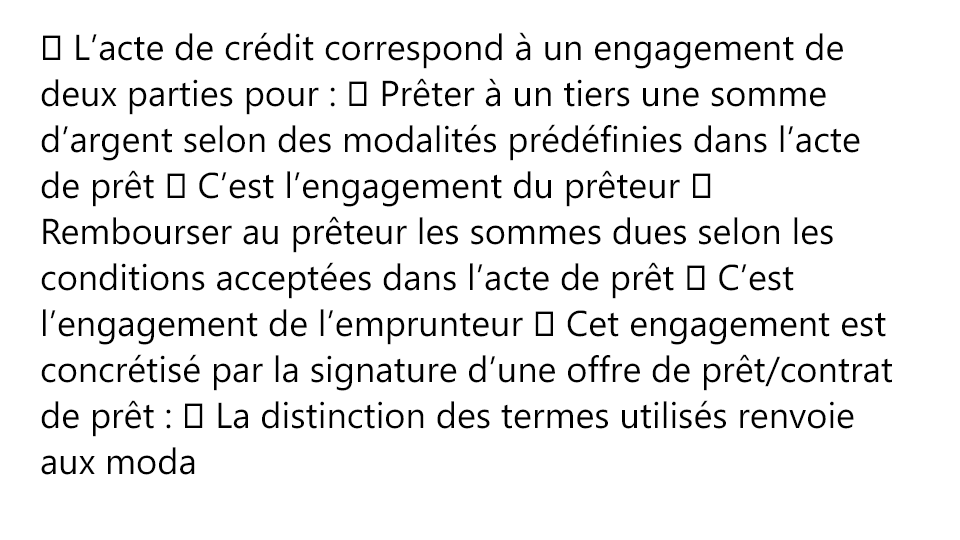 L’acte de crédit correspond à un engagement de
deux parties pour :  Prêter à un tiers une somme
d’argent selon des modalités prédéfinies dans l’acte
de prêt  C’est l’engagement du prêteur 
Rembourser au prêteur les sommes dues selon les
conditions acceptées dans l’acte de prêt  C’est
l’engagement de l’emprunteur  Cet engagement est
concrétisé par la signature d’une offre de prêt/contrat
de prêt :  La distinction des termes utilisés renvoie
aux moda